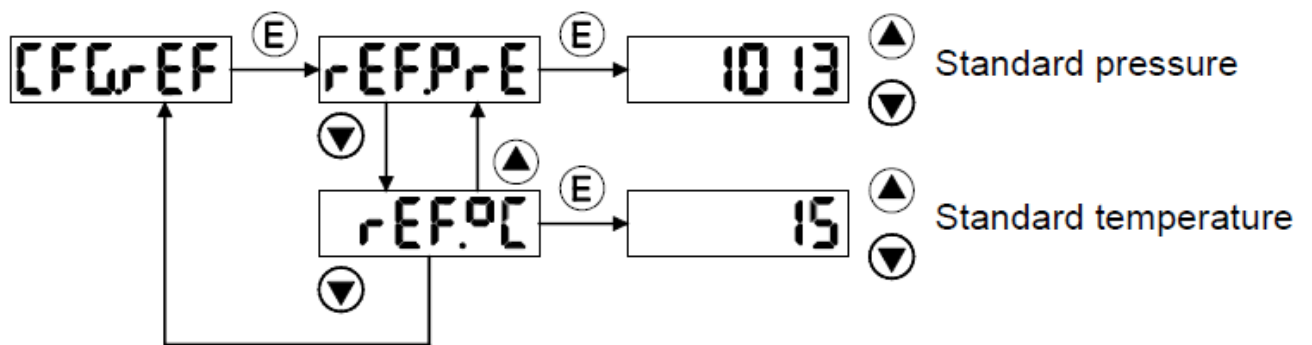 E E
CFG.rEF rEF.PrE 1013 Standard pressure
E
rEF.°C 15 Standard temperature